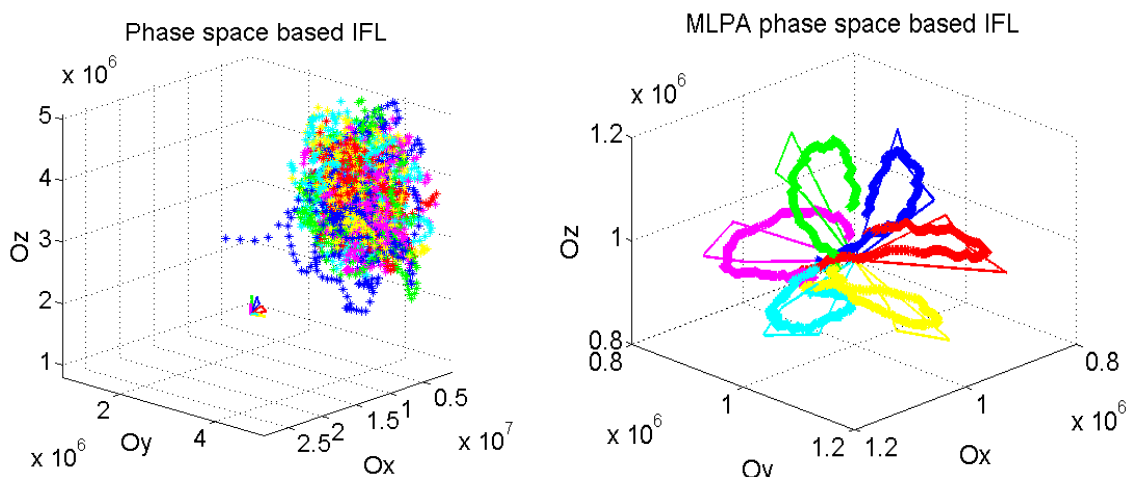 Phase space based IFL
x 10^6
5
4
3
2
1
Oz
2
4
x 10^6
Oy
2.5
2
1.5
1
0.5
x 10^7
Ox
MLPA phase space based IFL
x 10^6
1.2
1
0.8
Oz
0.8
1
1.2
x 10^6
Oy
1.2
1
0.8
x 10^6
Ox